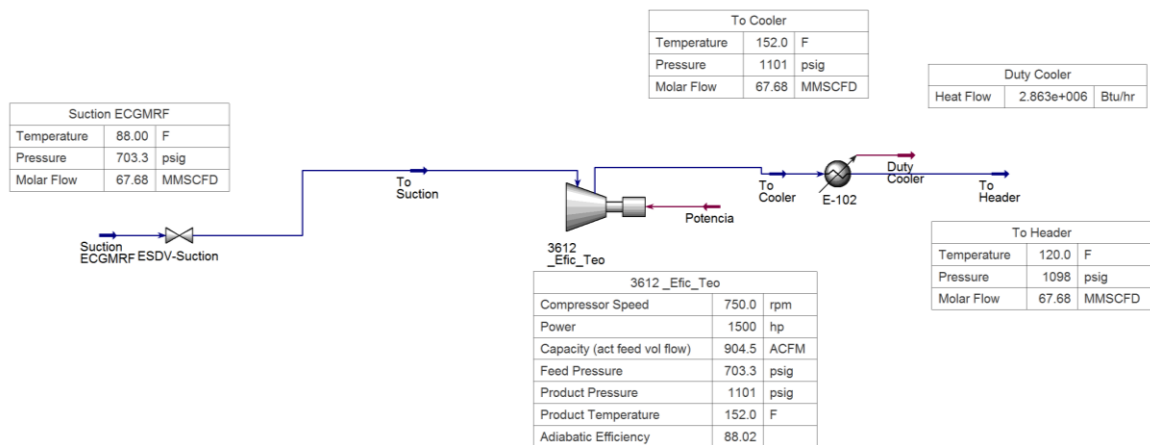 To Cooler
Temperature 152.0 F
Pressure 1101 psig
Molar Flow 67.68 MMSCFD
Duty Cooler
Heat Flow 2.863e+006 Btu/hr
Suction ECGMRF
Temperature 88.00 F
Pressure 703.3 psig
Molar Flow 67.68 MMSCFD
To
Suction
Suction
ECGMRF
ESDV-Suction
3612
_Efic_Teo
Potencia
To
Cooler
E-102
Duty
Cooler
To
Header
To Header
Temperature 120.0 F
Pressure 1098 psig
Molar Flow 67.68 MMSCFD
3612 _Efic_Teo
Compressor Speed 750.0 rpm
Power 1500 hp
Capacity (act feed vol flow) 904.5 ACFM
Feed Pressure 703.3 psig
Product Pressure 1101 psig
Product Temperature 152.0 F
Adiabatic Efficiency 88.02